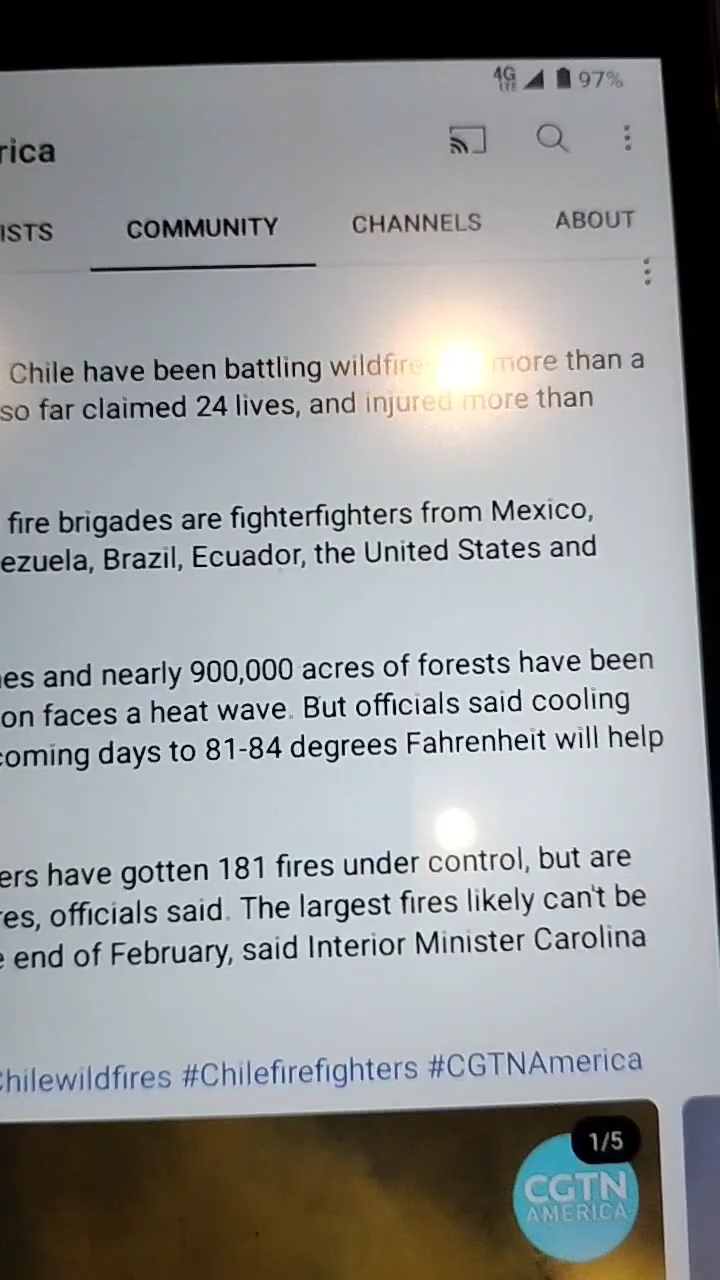 4G LTE 97%
rica
ISTS COMMUNITY CHANNELS ABOUT
Chile have been battling wildfire more than a
so far claimed 24 lives, and injured more than
fire brigades are fighterfighters from Mexico,
ezuela, Brazil, Ecuador, the United States and
es and nearly 900,000 acres of forests have been
on faces a heat wave. But officials said cooling
coming days to 81-84 degrees Fahrenheit will help
ers have gotten 181 fires under control, but are
es, officials said. The largest fires likely can't be
e end of February, said Interior Minister Carolina
Chilewildfires #Chilefirefighters #CGTNAmerica
1/5
CGTN
AMERICA